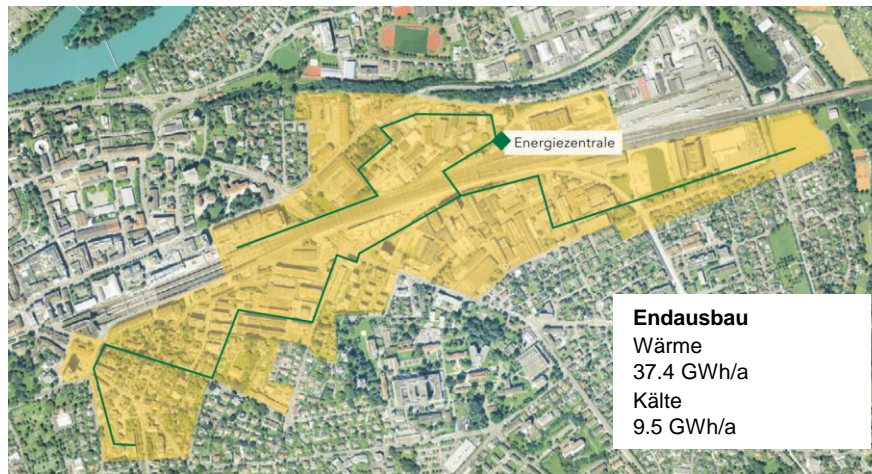 Energiezentrale
Endausbau
Wärme
37.4 GWh/a
Kälte
9.5 GWh/a